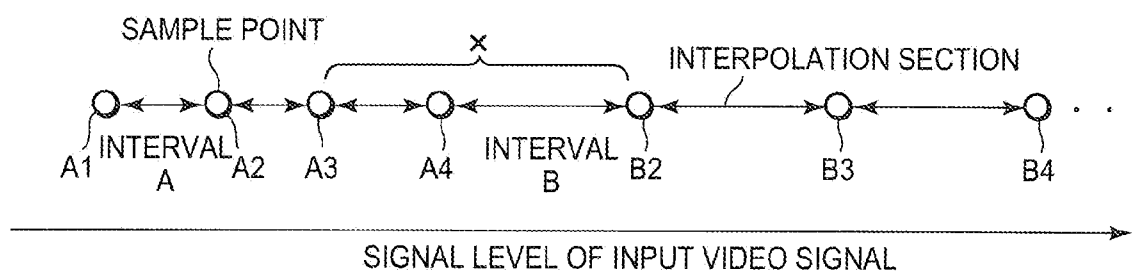 SAMPLE POINT
×
INTERPOLATION SECTION
A1
INTERVAL
A
A2
A3
A4
INTERVAL
B
B2
B3
B4
. .
SIGNAL LEVEL OF INPUT VIDEO SIGNAL